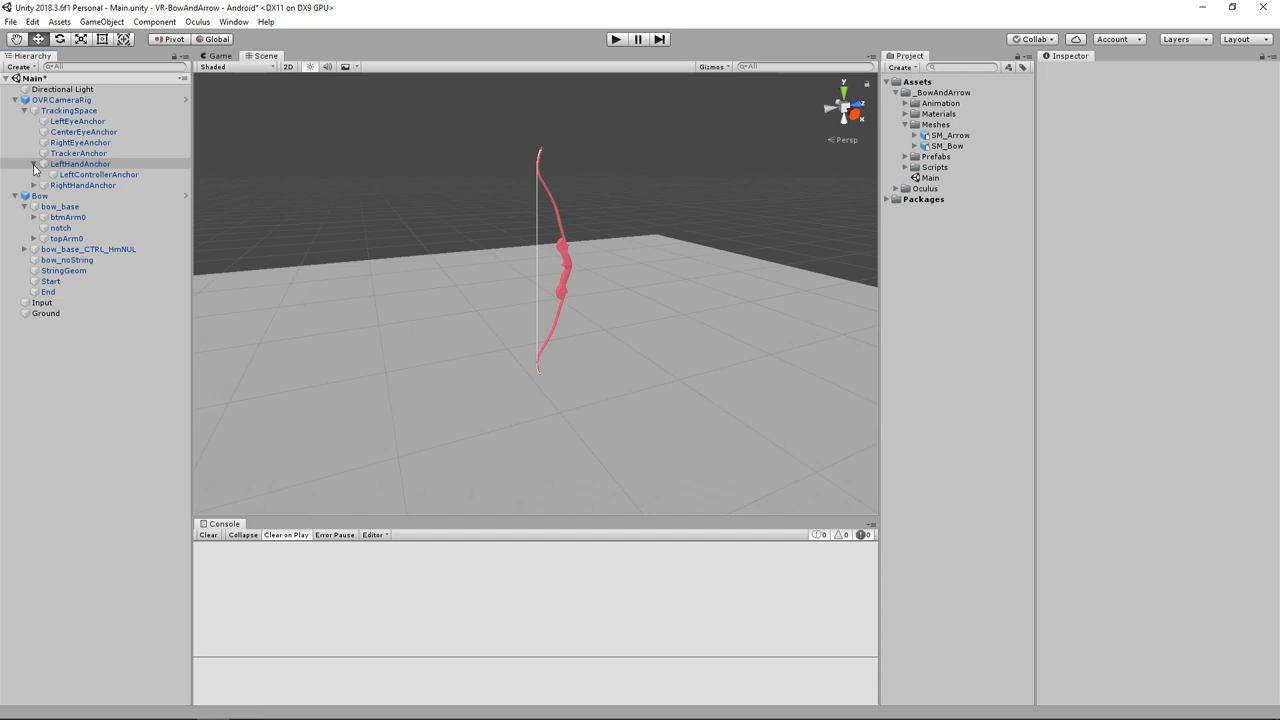 Unity 2018.3.6f1 Personal - Main.unity - VR-BowAndArrow - Android* <DX11 on DX9 GPU>
File Edit Assets GameObject Component Oculus Window Help
Pivot Global Collab Account Layers Layout
Hierarchy Game Scene Project Inspector
Create All Shaded 2D Gizmos All Create
Main*
Directional Light
OVRCameraRig
TrackingSpace
LeftEyeAnchor
CenterEyeAnchor
RightEyeAnchor
TrackerAnchor
LeftHandAnchor
LeftControllerAnchor
RightHandAnchor
Bow
bow_base
btmArm0
notch
topArm0
bow_base_CTRL_HmNUL
bow_noString
StringGeom
Start
End
Input
Ground
y
z
x
Persp
Assets
_BowAndArrow
Animation
Materials
Meshes
SM_Arrow
SM_Bow
Prefabs
Scripts
Main
Oculus
Packages
Console
Clear Collapse Clear on Play Error Pause Editor 0 0 0